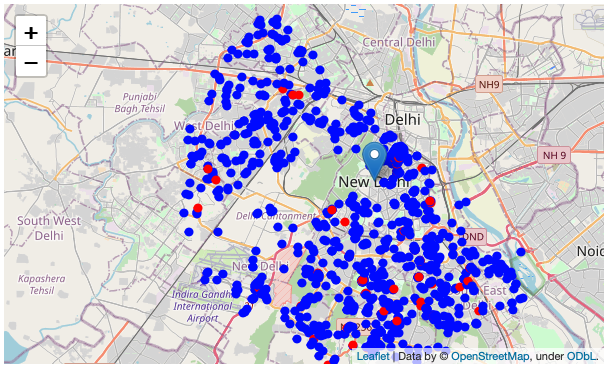 +
−
Central Delhi
NH9
Punjabi
Bagh Tehsil
West Delhi
Delhi
NH 9
New Delhi
South West
Delhi
Delhi Cantonment
DND
Noid
New Delhi
Kapashera
Tehsil
Indira Gandhi
International
Airport
East
Leaflet | Data by © OpenStreetMap, under ODbL.